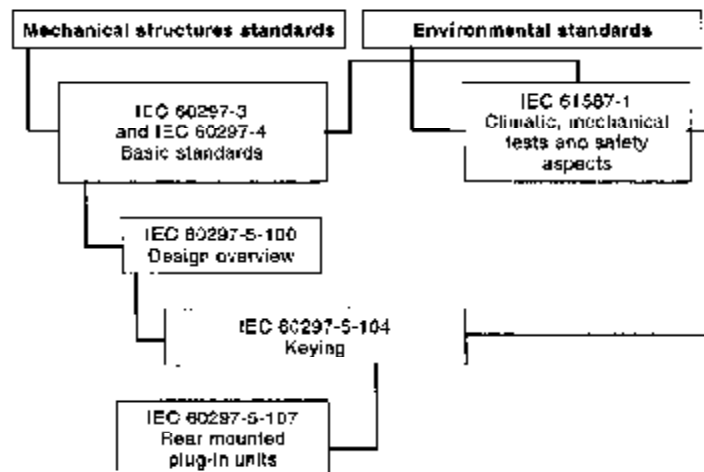 Mechanical structures standards
Environmental standards
IEC 60297-3
and IEC 60297-4
Basic standards
IEC 61587-1
Climatic, mechanical
tests and safety
aspects
IEC 60297-5-100
Design overview
IEC 60297-5-104
Keying
IEC 60297-5-107
Rear mounted
plug-in units